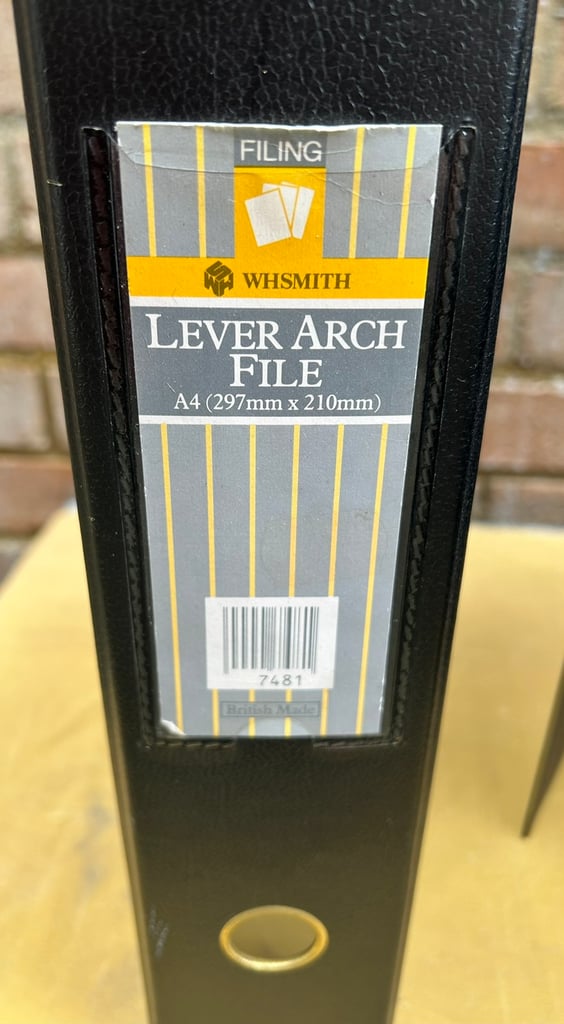 FILING
WHSMITH
LEVER ARCH
FILE
A4 (297mm x 210mm)
7481
British Made